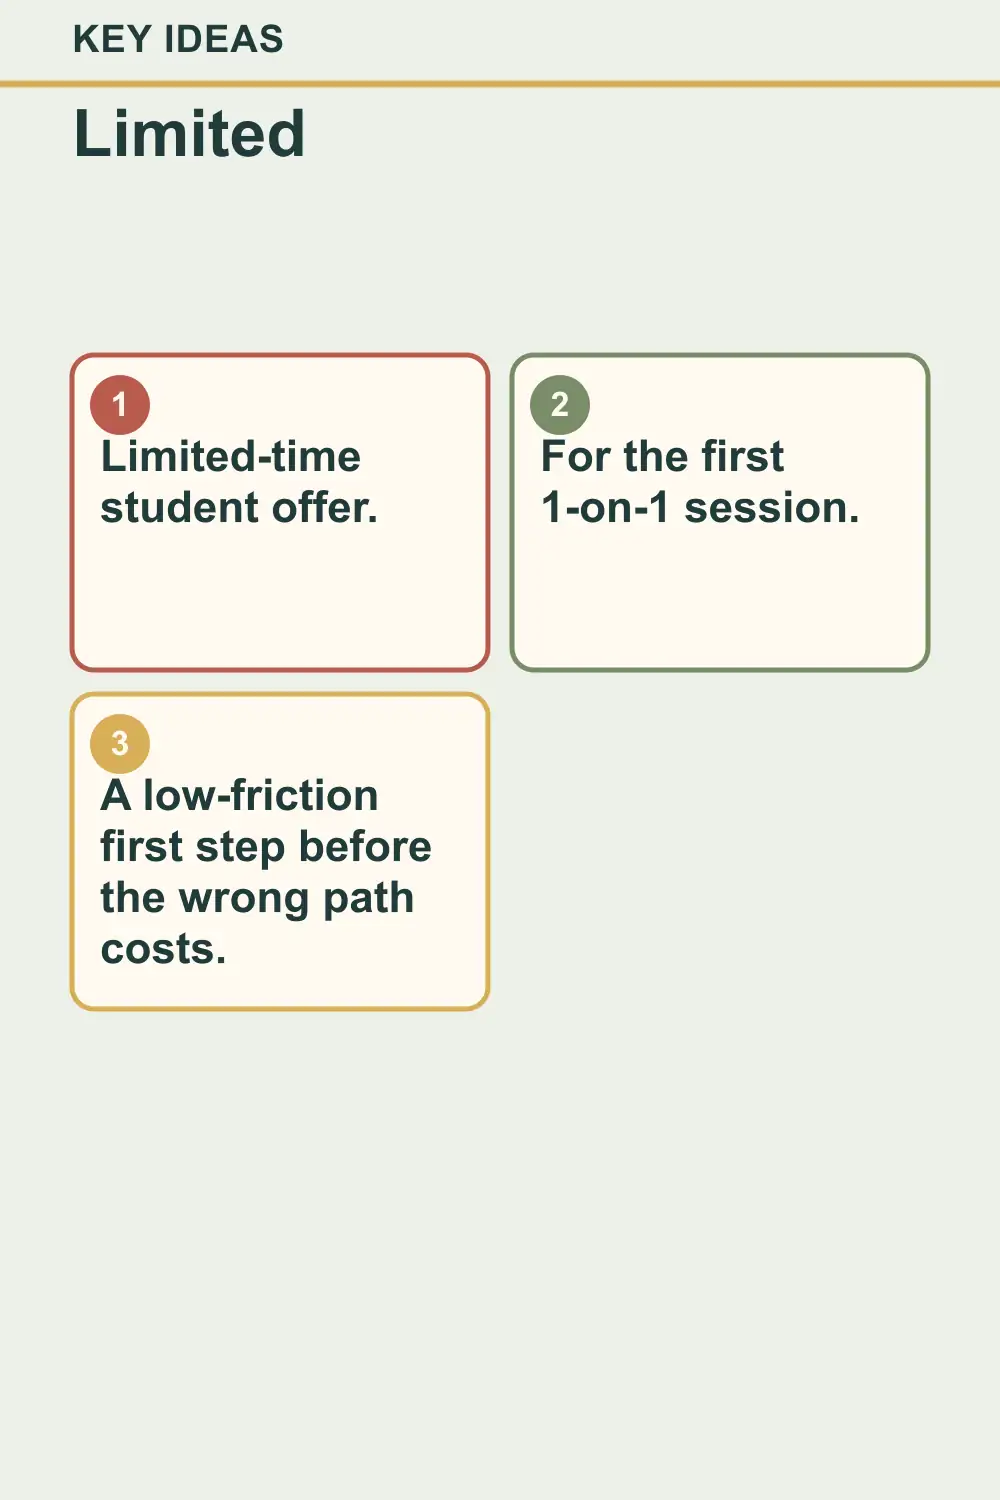 KEY IDEAS
Limited
1
Limited-time
student offer.
2
For the first
1-on-1 session.
3
A low-friction
first step before
the wrong path
costs.